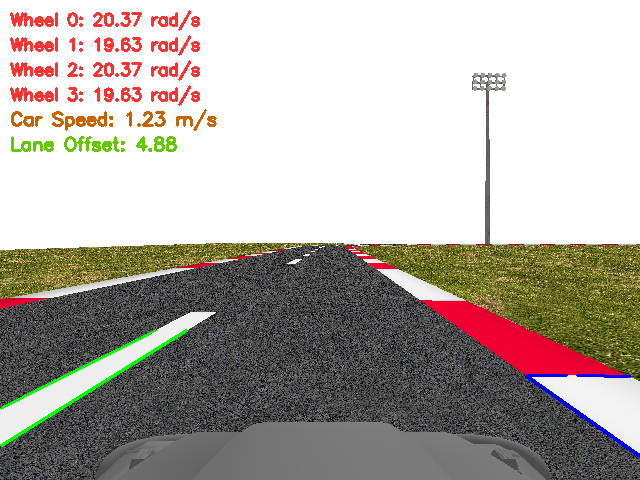 Wheel 0: 20.37 rad/s
Wheel 1: 19.63 rad/s
Wheel 2: 20.37 rad/s
Wheel 3: 19.63 rad/s
Car Speed: 1.23 m/s
Lane Offset: 4.88